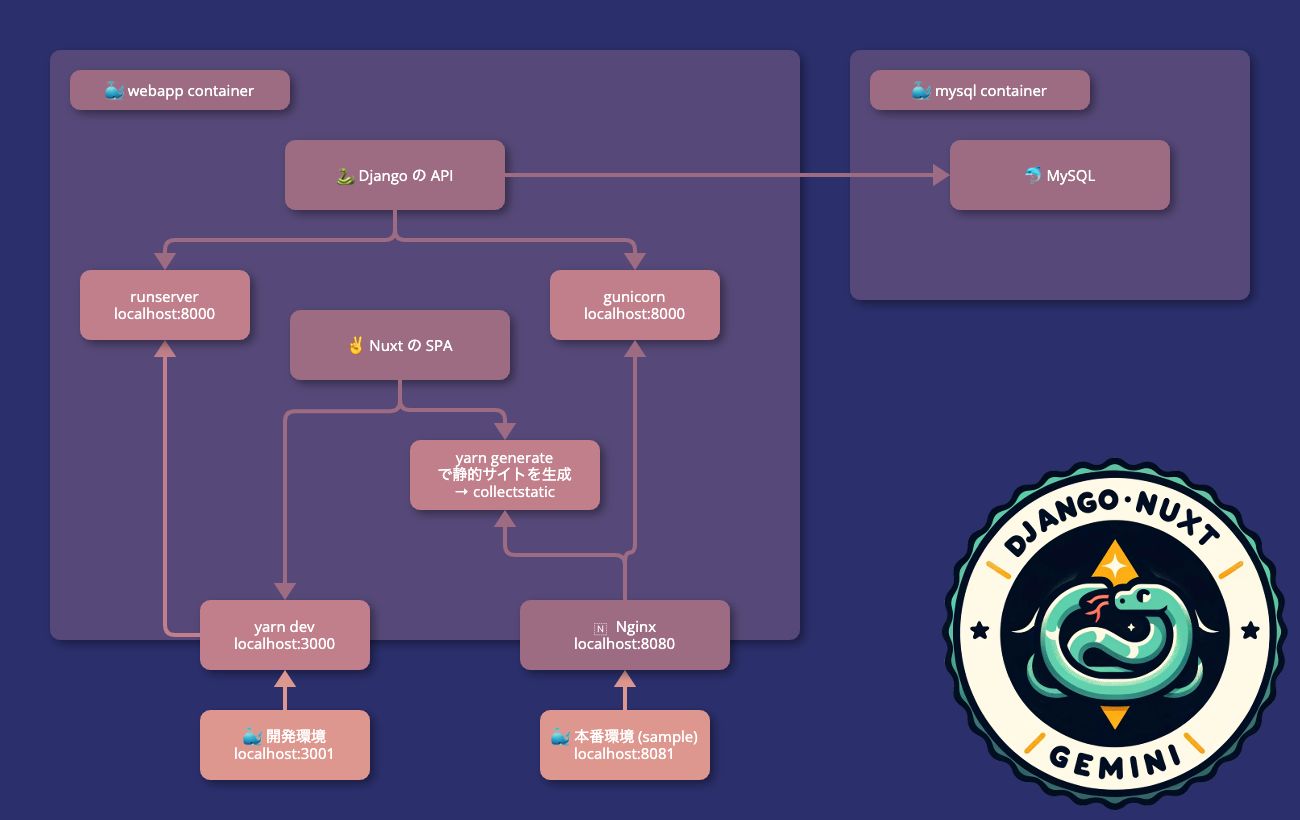 🐳 webapp container
🐳 mysql container
🐍 Django の API
🐬 MySQL
runserver
localhost:8000
gunicorn
localhost:8000
✌️ Nuxt の SPA
yarn generate
で静的サイトを生成
→ collectstatic
yarn dev
localhost:3000
🇳 Nginx
localhost:8080
🐳 開発環境
localhost:3001
🐳 本番環境 (sample)
localhost:8081
DJANGO·NUXT
GEMINI